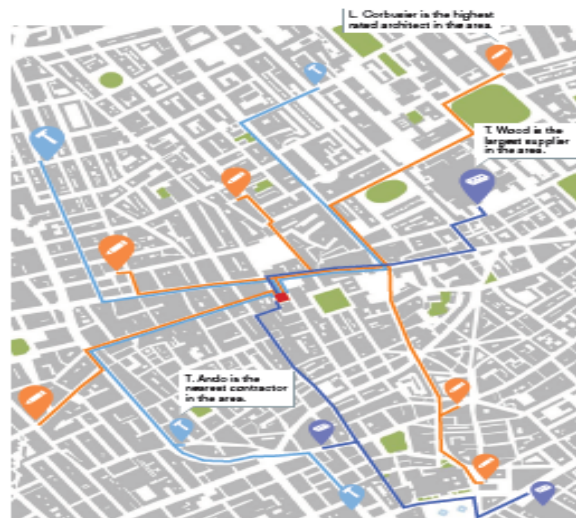 L. Corbusier is the highest
rated architect in the area.
T. Wood is the
largest supplier
in the area.
T. Ando is the
nearest contractor
in the area.